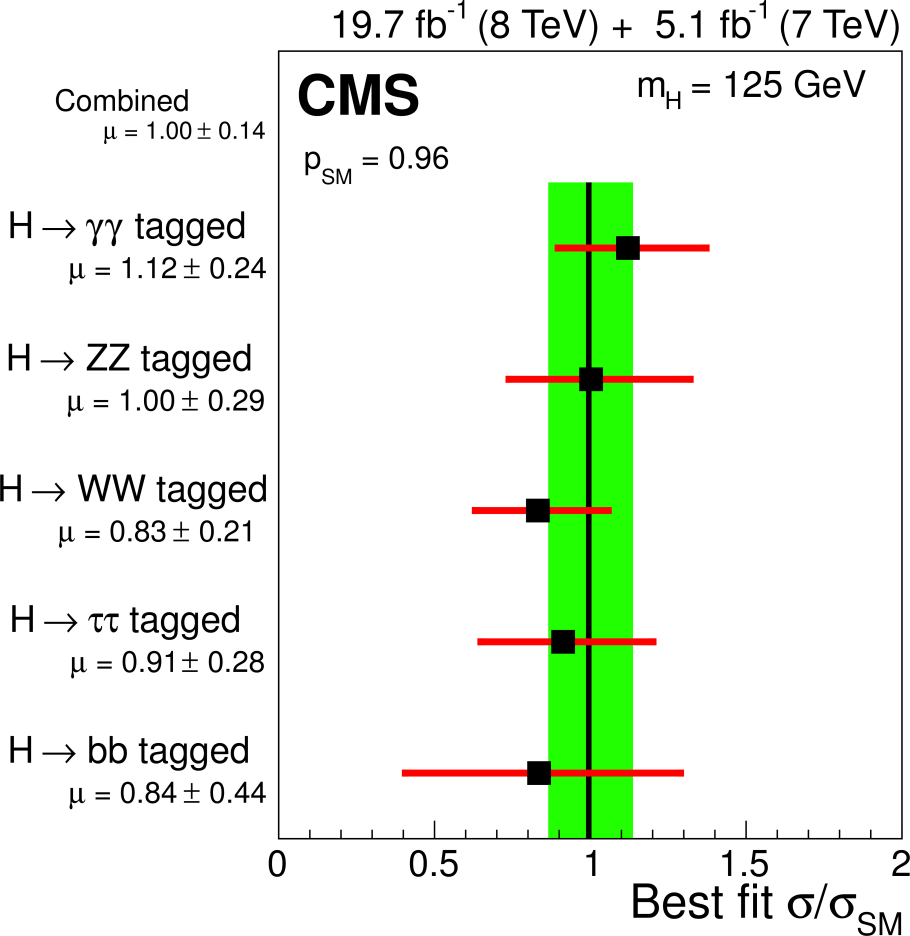 19.7 fb⁻¹ (8 TeV) + 5.1 fb⁻¹ (7 TeV)
CMS
m_H = 125 GeV
Combined
μ = 1.00 ± 0.14
p_SM = 0.96
H → γγ tagged
μ = 1.12 ± 0.24
H → ZZ tagged
μ = 1.00 ± 0.29
H → WW tagged
μ = 0.83 ± 0.21
H → ττ tagged
μ = 0.91 ± 0.28
H → bb tagged
μ = 0.84 ± 0.44
0 0.5 1 1.5 2
Best fit σ/σ_SM